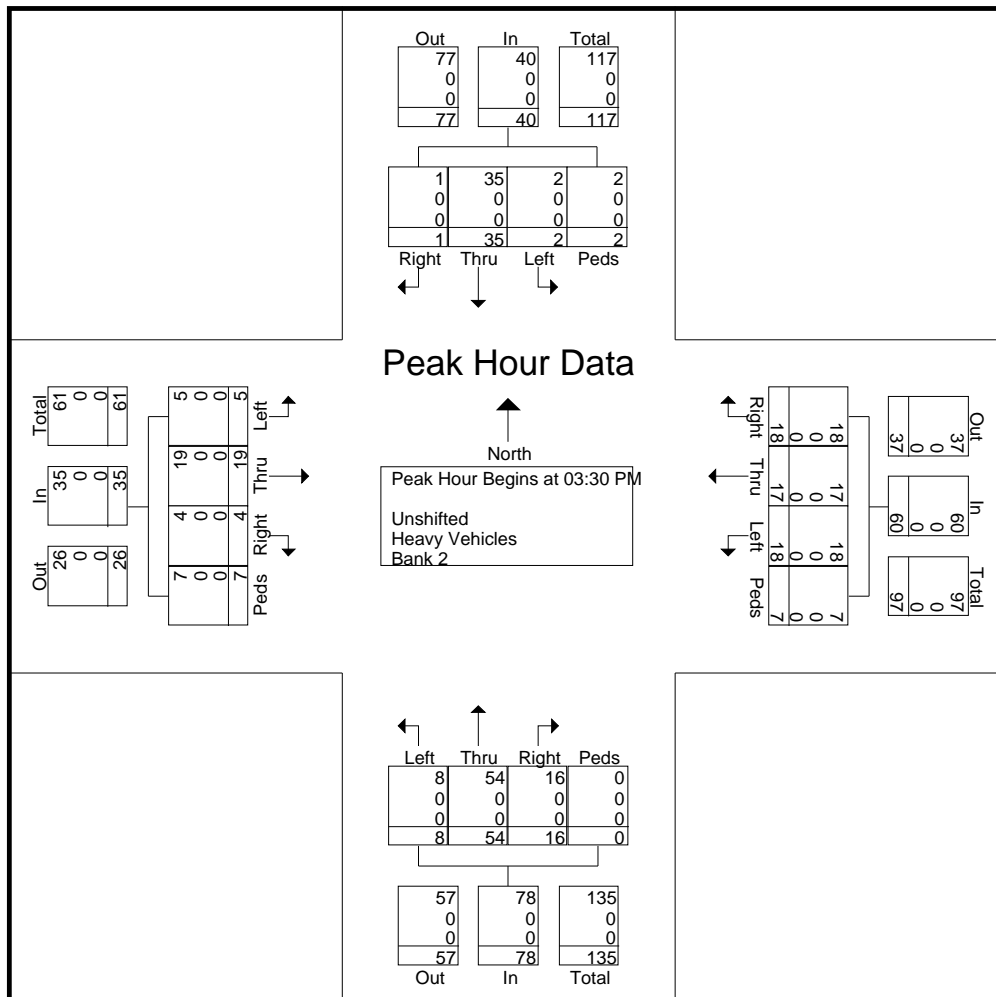 Out In Total
77 40 117
0 0 0
0 0 0
77 40 117
1 35 2 2
0 0 0 0
0 0 0 0
1 35 2 2
Right Thru Left Peds
Peak Hour Data
North
Peak Hour Begins at 03:30 PM
Unshifted
Heavy Vehicles
Bank 2
Total
61 0 0 61
In
35 0 0 35
Out
26 0 0 26
5 0 0 5
Left
19 0 0 19
Thru
4 0 0 4
Right
7 0 0 7
Peds
Right
18 0 0 18
Thru
17 0 0 17
Left
18 0 0 18
Peds
7 0 0 7
Out
37 0 0 37
In
60 0 0 60
Total
97 0 0 97
Left Thru Right Peds
8 54 16 0
0 0 0 0
0 0 0 0
8 54 16 0
57 78 135
0 0 0
0 0 0
57 78 135
Out In Total